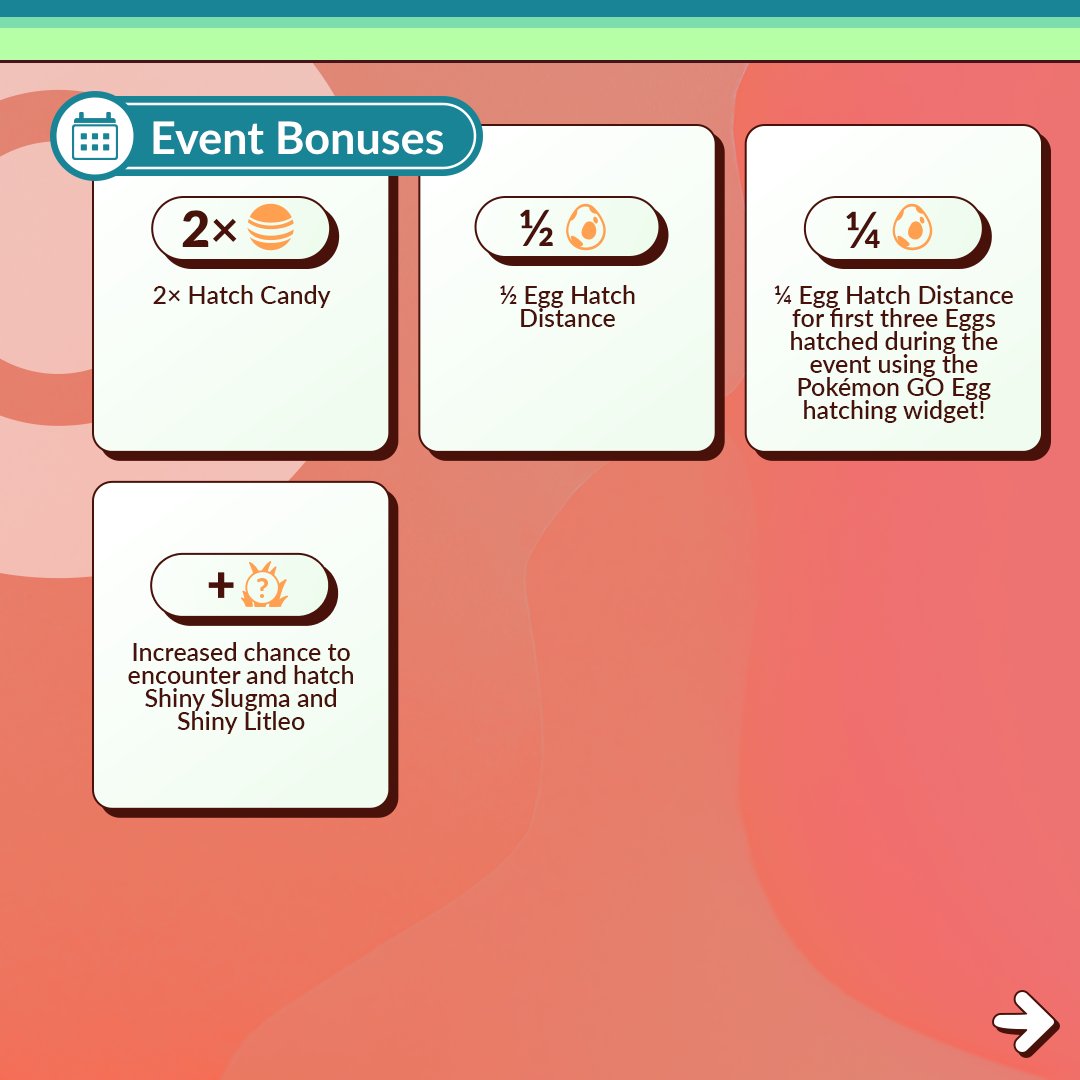 Event Bonuses
2×
2× Hatch Candy
½
½ Egg Hatch
Distance
¼
¼ Egg Hatch Distance
for first three Eggs
hatched during the
event using the
Pokémon GO Egg
hatching widget!
+ ?
Increased chance to
encounter and hatch
Shiny Slugma and
Shiny Litleo